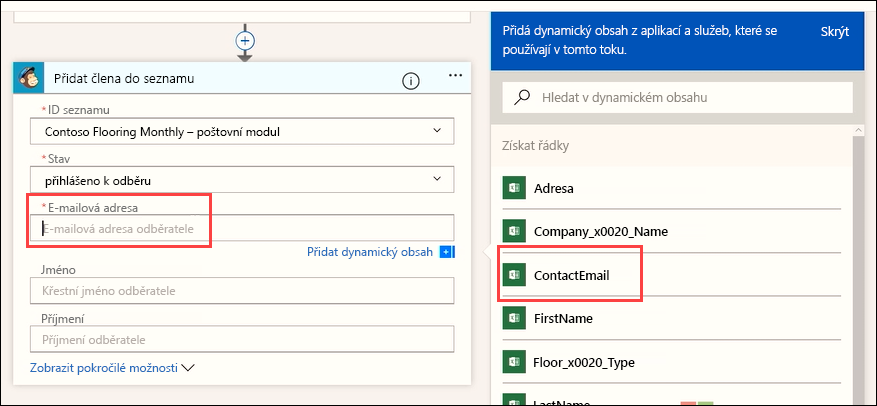 Přidat člena do seznamu
*ID seznamu
Contoso Flooring Monthly – poštovní modul
*Stav
přihlášeno k odběru
*E-mailová adresa
E-mailová adresa odběratele
Přidat dynamický obsah
Jméno
Křestní jméno odběratele
Příjmení
Příjmení odběratele
Zobrazit pokročilé možnosti
Přidá dynamický obsah z aplikací a služeb, které se
používají v tomto toku.
Skrýt
Hledat v dynamickém obsahu
Získat řádky
Adresa
Company_x0020_Name
ContactEmail
FirstName
Floor_x0020_Type
LastName